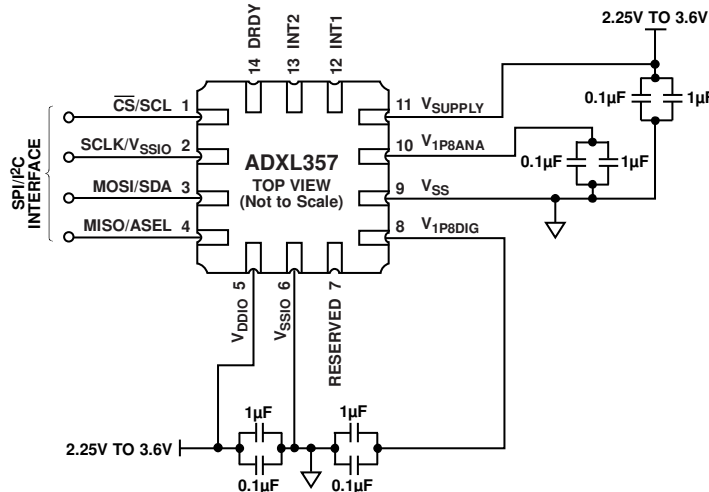 2.25V TO 3.6V
14 DRDY
13 INT2
12 INT1
CS/SCL 1
11 VSUPPLY
0.1µF
1µF
SCLK/VSSIO 2
ADXL357
TOP VIEW
(Not to Scale)
10 V1P8ANA
0.1µF
1µF
SPI/I2C
INTERFACE
MOSI/SDA 3
9 VSS
MISO/ASEL 4
8 V1P8DIG
VDDIO 5
VSSIO 6
RESERVED 7
1µF
1µF
2.25V TO 3.6V
0.1µF
0.1µF